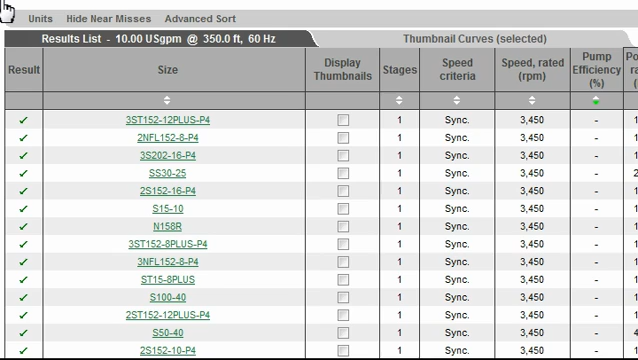 Units Hide Near Misses Advanced Sort
Results List - 10.00 USgpm @ 350.0 ft, 60 Hz Thumbnail Curves (selected)
Result Size Display Thumbnails Stages Speed criteria Speed, rated (rpm) Pump Efficiency (%)
3ST152-12PLUS-P4 1 Sync. 3,450 -
2NFL152-8-P4 1 Sync. 3,450 -
3S202-16-P4 1 Sync. 3,450 -
SS30-25 1 Sync. 3,450 -
2S152-16-P4 1 Sync. 3,450 -
S15-10 1 Sync. 3,450 -
N158R 1 Sync. 3,450 -
3ST152-8PLUS-P4 1 Sync. 3,450 -
3NFL152-8-P4 1 Sync. 3,450 -
ST15-8PLUS 1 Sync. 3,450 -
S100-40 1 Sync. 3,450 -
2ST152-12PLUS-P4 1 Sync. 3,450 -
S50-40 1 Sync. 3,450 -
2S152-10-P4 1 Sync. 3,450 -